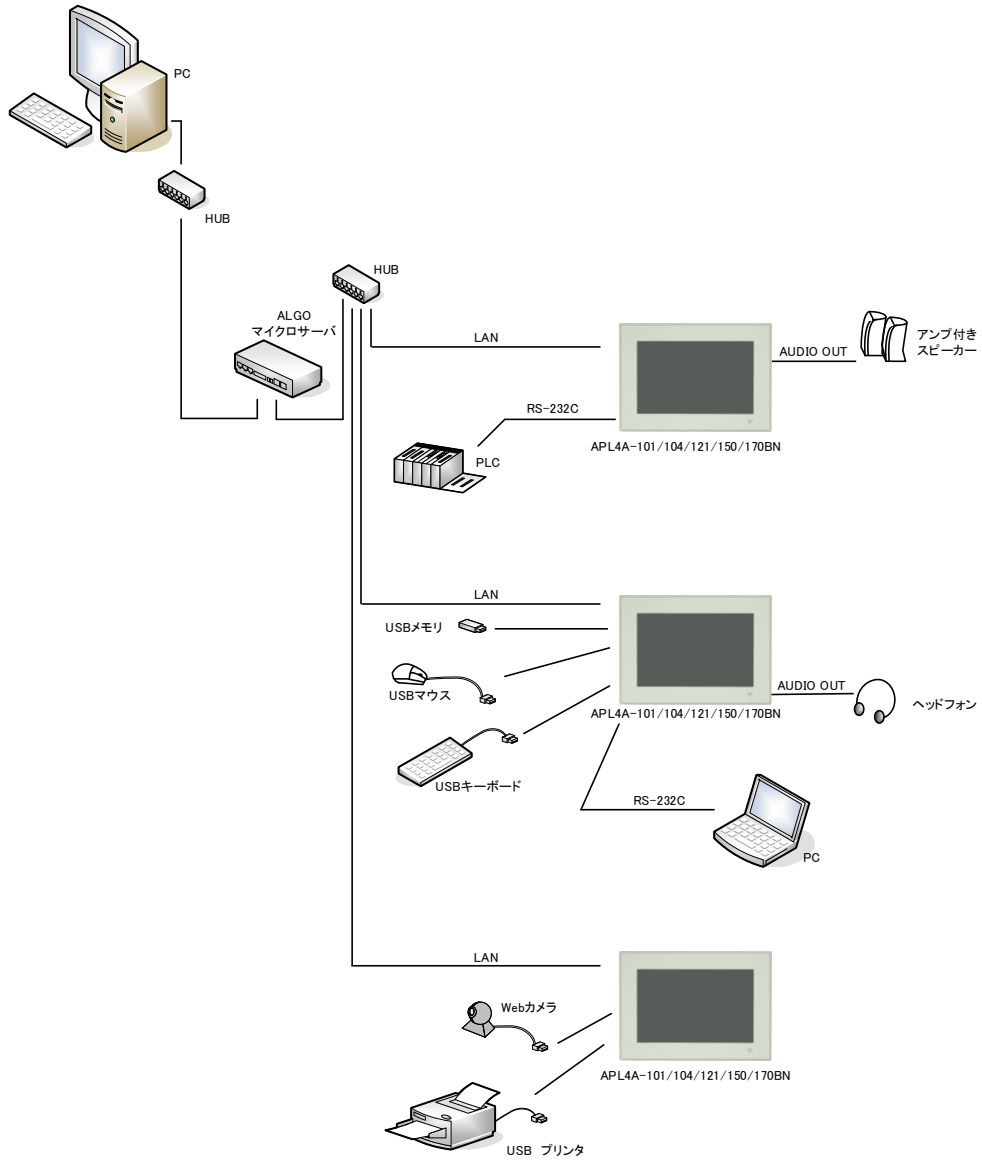 PC
HUB
HUB
ALGO
マイクロサーバ
LAN
AUDIO OUT
アンプ付き
スピーカー
RS-232C
APL4A-101/104/121/150/170BN
PLC
LAN
USBメモリ
USBマウス
AUDIO OUT
ヘッドフォン
APL4A-101/104/121/150/170BN
USBキーボード
RS-232C
PC
LAN
Webカメラ
APL4A-101/104/121/150/170BN
USB プリンタ